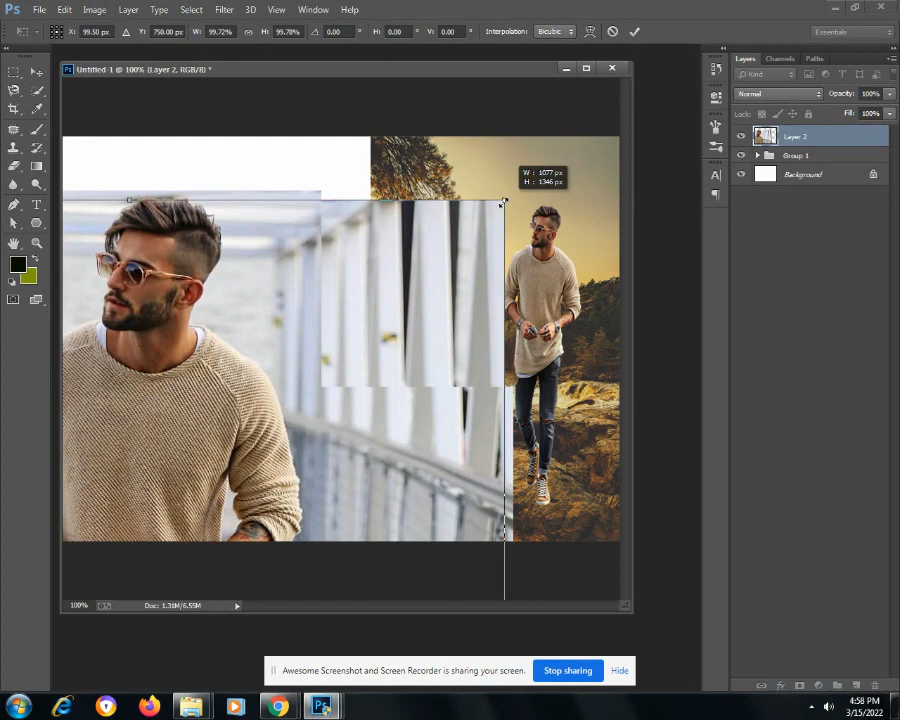 Ps File Edit Image Layer Type Select Filter 3D View Window Help
X: 99.50 px Y: 750.00 px W: 99.72% H: 99.78% 0.00 ° H: 0.00 ° V: 0.00 ° Interpolation: Bicubic Essentials
Untitled-1 @ 100% (Layer 2, RGB/8) *
Layers Channels Paths
Kind
Normal Opacity: 100%
Lock: Fill: 100%
Layer 2
Group 1
Background
W : 1077 px
H : 1346 px
100% Doc: 1.31M/6.55M
Awesome Screenshot and Screen Recorder is sharing your screen. Stop sharing Hide
4:58 PM
3/15/2022